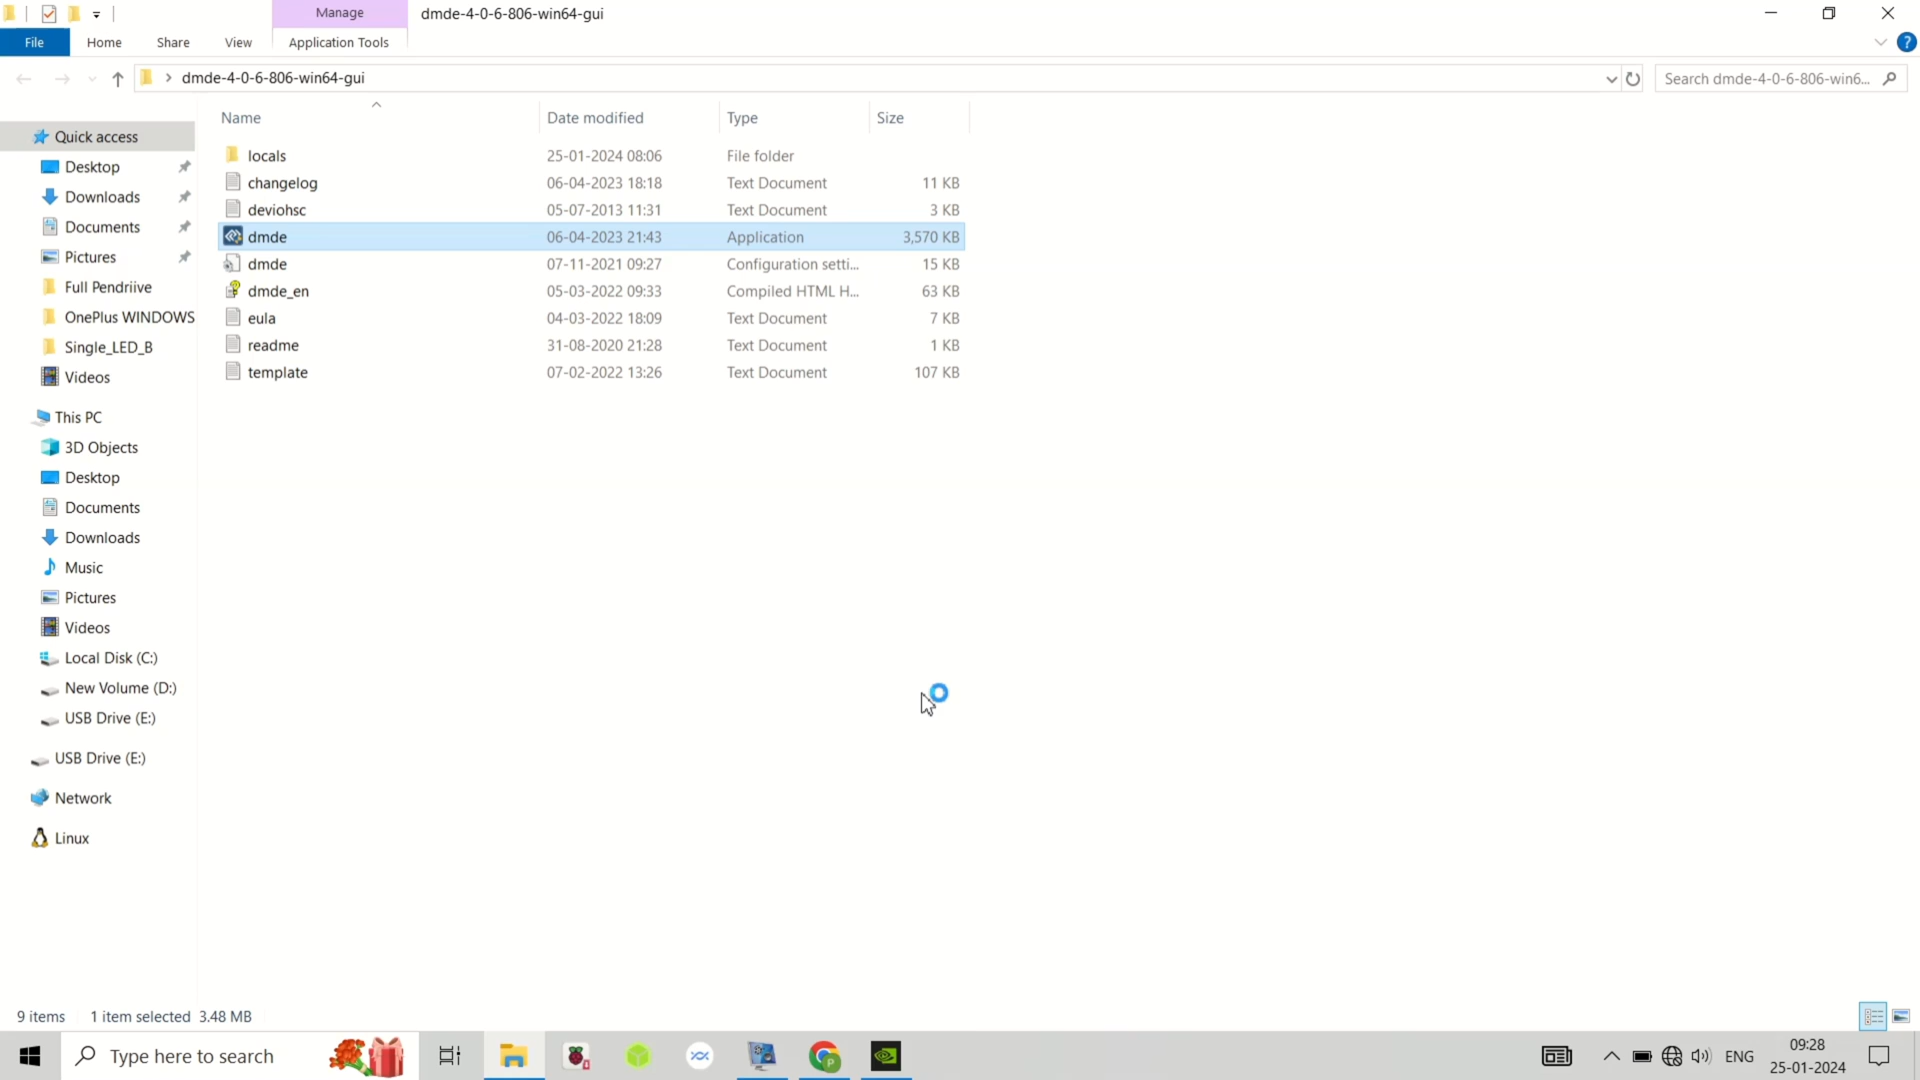 Manage
dmde-4-0-6-806-win64-gui
File
Home
Share
View
Application Tools
?
dmde-4-0-6-806-win64-gui
Search dmde-4-0-6-806-win6...
Name
Date modified
Type
Size
Quick access
Desktop
Downloads
Documents
Pictures
Full Pendriive
OnePlus WINDOWS
Single_LED_B
Videos
This PC
3D Objects
Desktop
Documents
Downloads
Music
Pictures
Videos
Local Disk (C:)
New Volume (D:)
USB Drive (E:)
USB Drive (E:)
Network
Linux
locals 25-01-2024 08:06 File folder
changelog 06-04-2023 18:18 Text Document 11 KB
deviohsc 05-07-2013 11:31 Text Document 3 KB
dmde 06-04-2023 21:43 Application 3,570 KB
dmde 07-11-2021 09:27 Configuration setti... 15 KB
dmde_en 05-03-2022 09:33 Compiled HTML H... 63 KB
eula 04-03-2022 18:09 Text Document 7 KB
readme 31-08-2020 21:28 Text Document 1 KB
template 07-02-2022 13:26 Text Document 107 KB
9 items 1 item selected 3.48 MB
Type here to search
P
ENG
09:28
25-01-2024